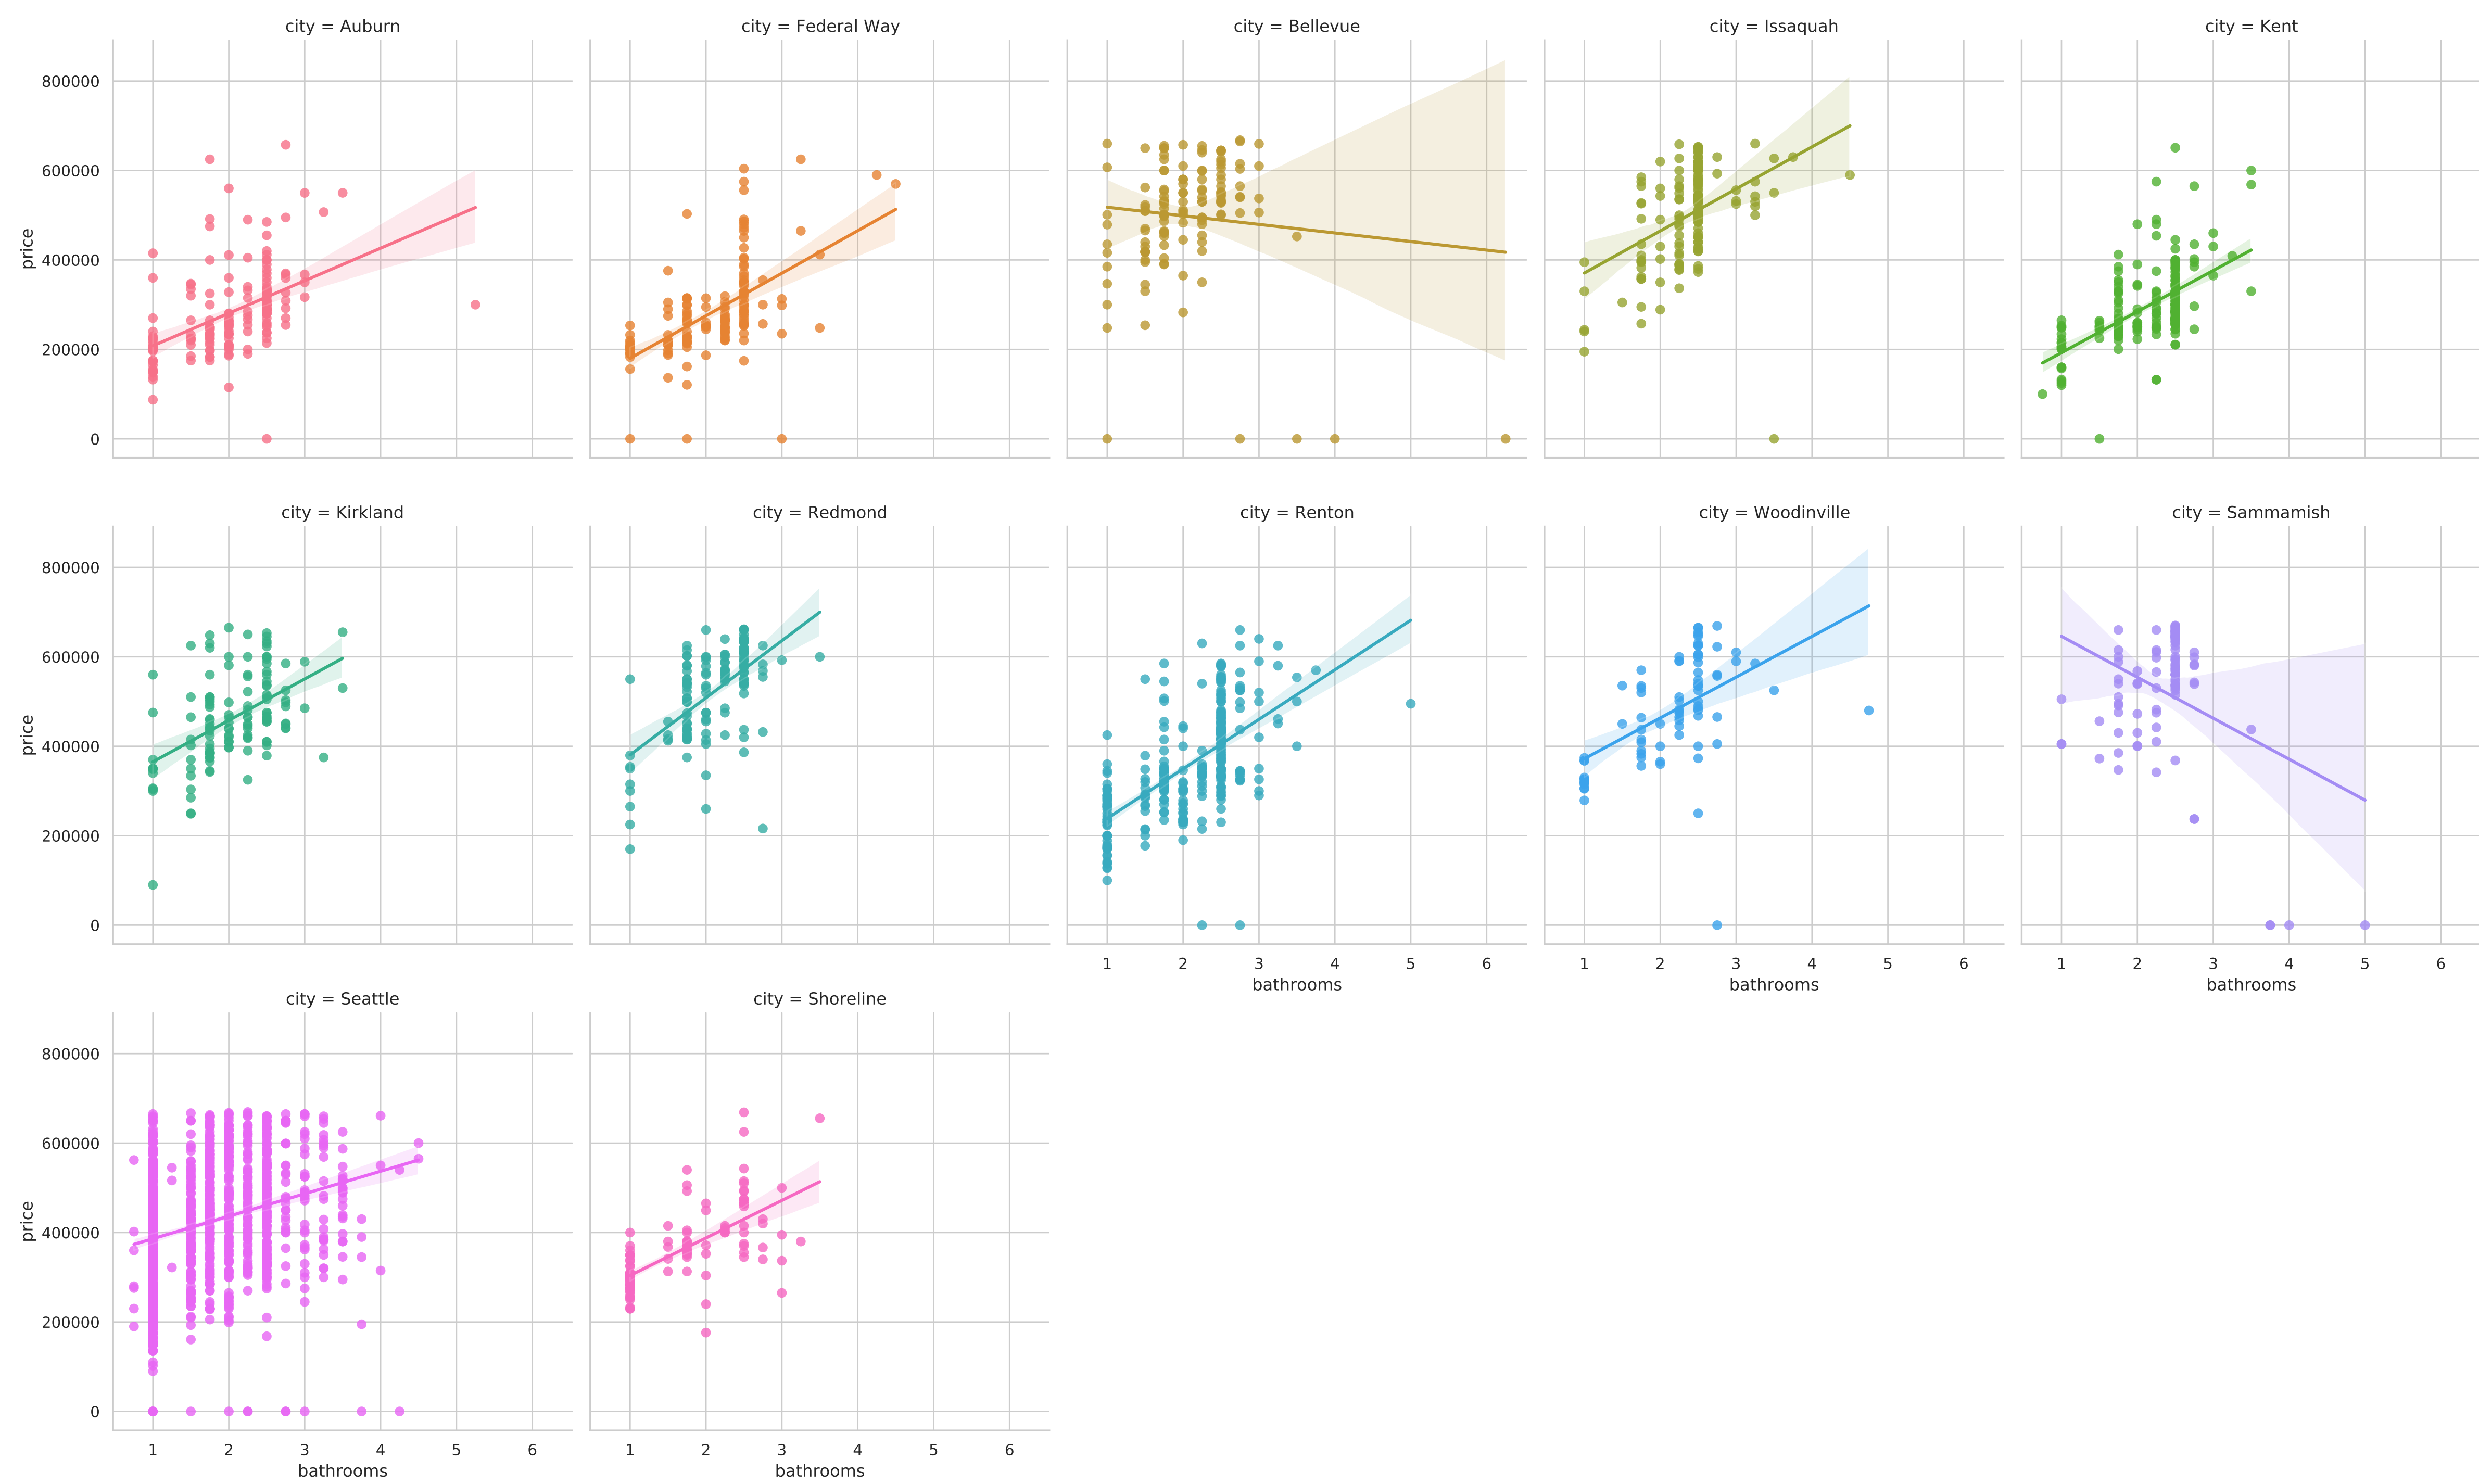 city = Auburn
city = Federal Way
city = Bellevue
city = Issaquah
city = Kent
800000
600000
400000
200000
0
price
city = Kirkland
city = Redmond
city = Renton
city = Woodinville
city = Sammamish
800000
600000
400000
200000
0
price
1 2 3 4 5 6
bathrooms
1 2 3 4 5 6
bathrooms
1 2 3 4 5 6
bathrooms
city = Seattle
city = Shoreline
800000
600000
400000
200000
0
price
1 2 3 4 5 6
bathrooms
1 2 3 4 5 6
bathrooms